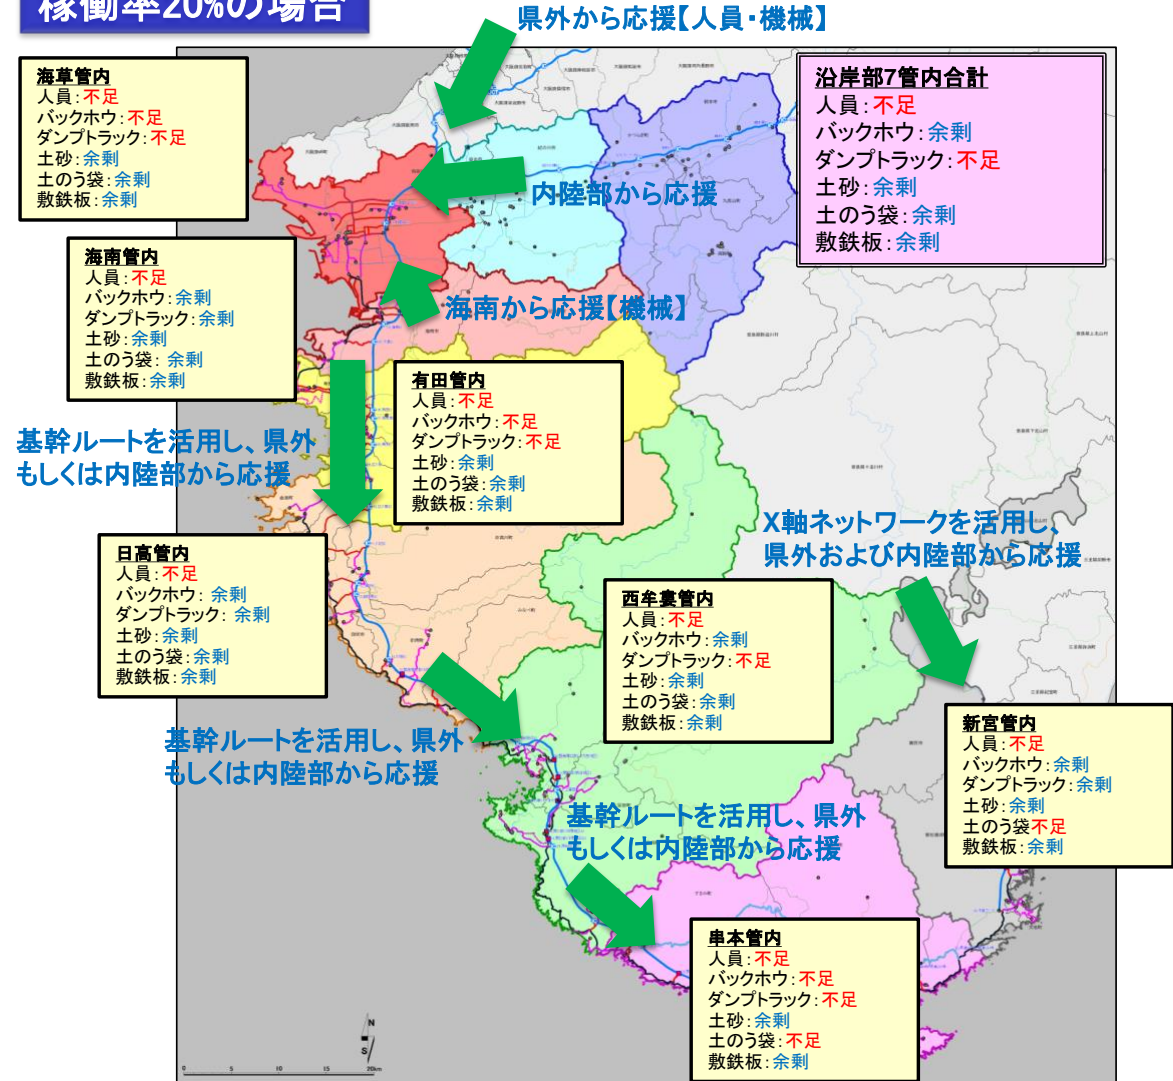 稼働率20%の場合
県外から応援【人員・機械】
海草管内
人員：不足
バックホウ：不足
ダンプトラック：不足
土砂：余剰
土のう袋：余剰
敷鉄板：余剰
沿岸部7管内合計
人員：不足
バックホウ：余剰
ダンプトラック：不足
土砂：余剰
土のう袋：余剰
敷鉄板：余剰
内陸部から応援
海南管内
人員：不足
バックホウ：余剰
ダンプトラック：余剰
土砂：余剰
土のう袋：余剰
敷鉄板：余剰
海南から応援【機械】
有田管内
人員：不足
バックホウ：不足
ダンプトラック：不足
土砂：余剰
土のう袋：余剰
敷鉄板：余剰
基幹ルートを活用し、県外
もしくは内陸部から応援
X軸ネットワークを活用し、
県外および内陸部から応援
日高管内
人員：不足
バックホウ：余剰
ダンプトラック：余剰
土砂：余剰
土のう袋：余剰
敷鉄板：余剰
西牟婁管内
人員：不足
バックホウ：余剰
ダンプトラック：不足
土砂：余剰
土のう袋：余剰
敷鉄板：余剰
基幹ルートを活用し、県外
もしくは内陸部から応援
新宮管内
人員：不足
バックホウ：余剰
ダンプトラック：余剰
土砂：余剰
土のう袋不足
敷鉄板：余剰
基幹ルートを活用し、県外
もしくは内陸部から応援
串本管内
人員：不足
バックホウ：不足
ダンプトラック：不足
土砂：余剰
土のう袋：不足
敷鉄板：余剰
N
S
0 5 10 15 20km